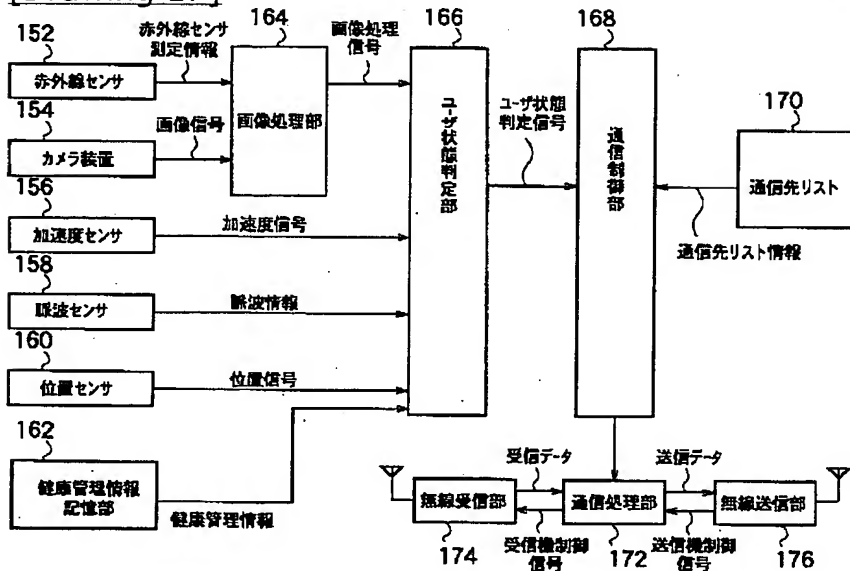 152
赤外線センサ
赤外線センサ
測定情報
164
画像処理部
画像処理
信号
166
ユーザ状態判定部
ユーザ状態
判定信号
168
通信制御部
170
通信先リスト
通信先リスト情報
154
カメラ装置
画像信号
156
加速度センサ
加速度信号
158
脈波センサ
脈波情報
160
位置センサ
位置信号
162
健康管理情報
記憶部
健康管理情報
受信データ
送信データ
無線受信部
通信処理部
無線送信部
174
受信機制御
信号
172
送信機制御
信号
176